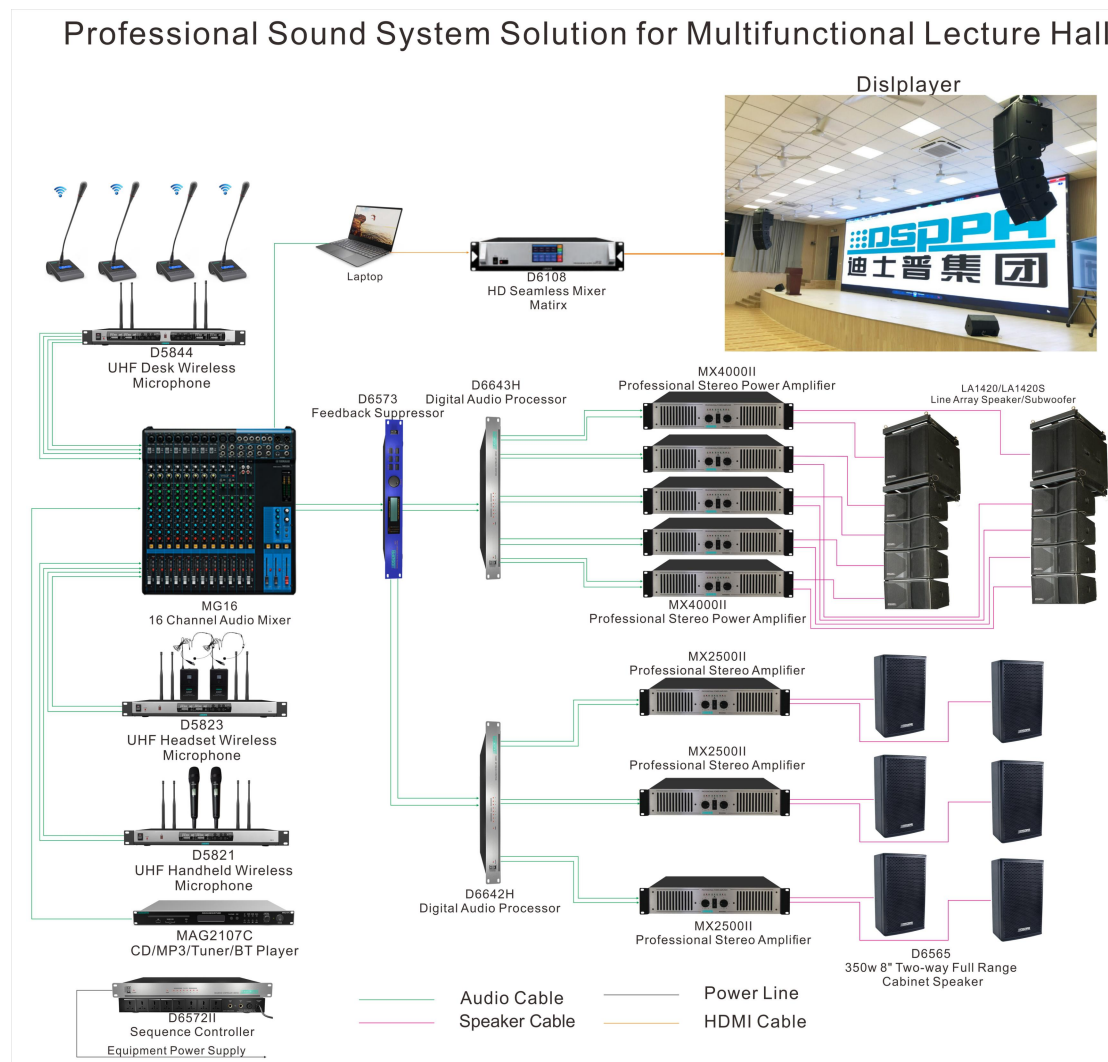 Professional Sound System Solution for Multifunctional Lecture Hall
Dislplayer
DSPPA
迪士普集团
Laptop
D6108
HD Seamless Mixer
Matirx
D5844
UHF Desk Wireless
Microphone
D6573
Feedback Suppressor
D6643H
Digital Audio Processor
MX4000II
Professional Stereo Power Amplifier
LA1420/LA1420S
Line Array Speaker/Subwoofer
MG16
16 Channel Audio Mixer
MX4000II
Professional Stereo Power Amplifier
D5823
UHF Headset Wireless
Microphone
MX2500II
Professional Stereo Amplifier
MX2500II
Professional Stereo Amplifier
D5821
UHF Handheld Wireless
Microphone
D6642H
Digital Audio Processor
MX2500II
Professional Stereo Amplifier
MAG2107C
CD/MP3/Tuner/BT Player
D6565
350w 8" Two-way Full Range
Cabinet Speaker
D6572II
Sequence Controller
Equipment Power Supply
Audio Cable
Power Line
Speaker Cable
HDMI Cable